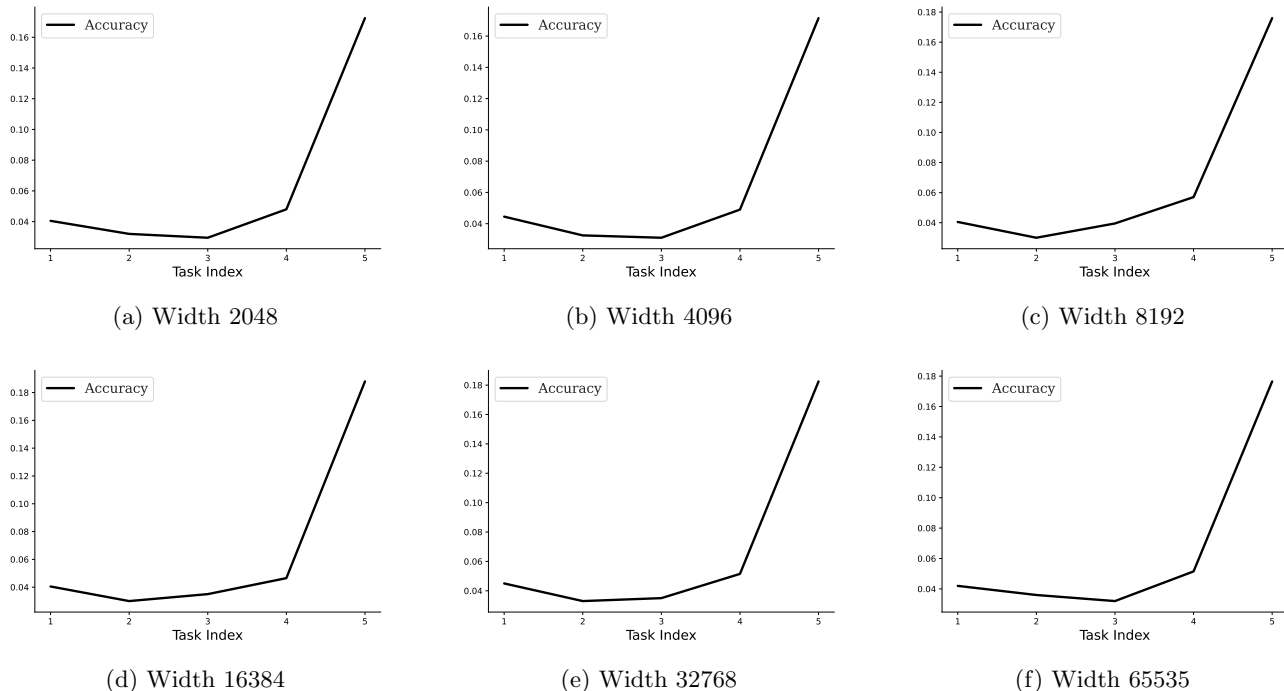 Accuracy
0.16
0.14
0.12
0.10
0.08
0.06
0.04
1 2 3 4 5
Task Index
(a) Width 2048
Accuracy
0.16
0.14
0.12
0.10
0.08
0.06
0.04
1 2 3 4 5
Task Index
(b) Width 4096
Accuracy
0.18
0.16
0.14
0.12
0.10
0.08
0.06
0.04
1 2 3 4 5
Task Index
(c) Width 8192
Accuracy
0.18
0.16
0.14
0.12
0.10
0.08
0.06
0.04
1 2 3 4 5
Task Index
(d) Width 16384
Accuracy
0.18
0.16
0.14
0.12
0.10
0.08
0.06
0.04
1 2 3 4 5
Task Index
(e) Width 32768
Accuracy
0.18
0.16
0.14
0.12
0.10
0.08
0.06
0.04
1 2 3 4 5
Task Index
(f) Width 65535